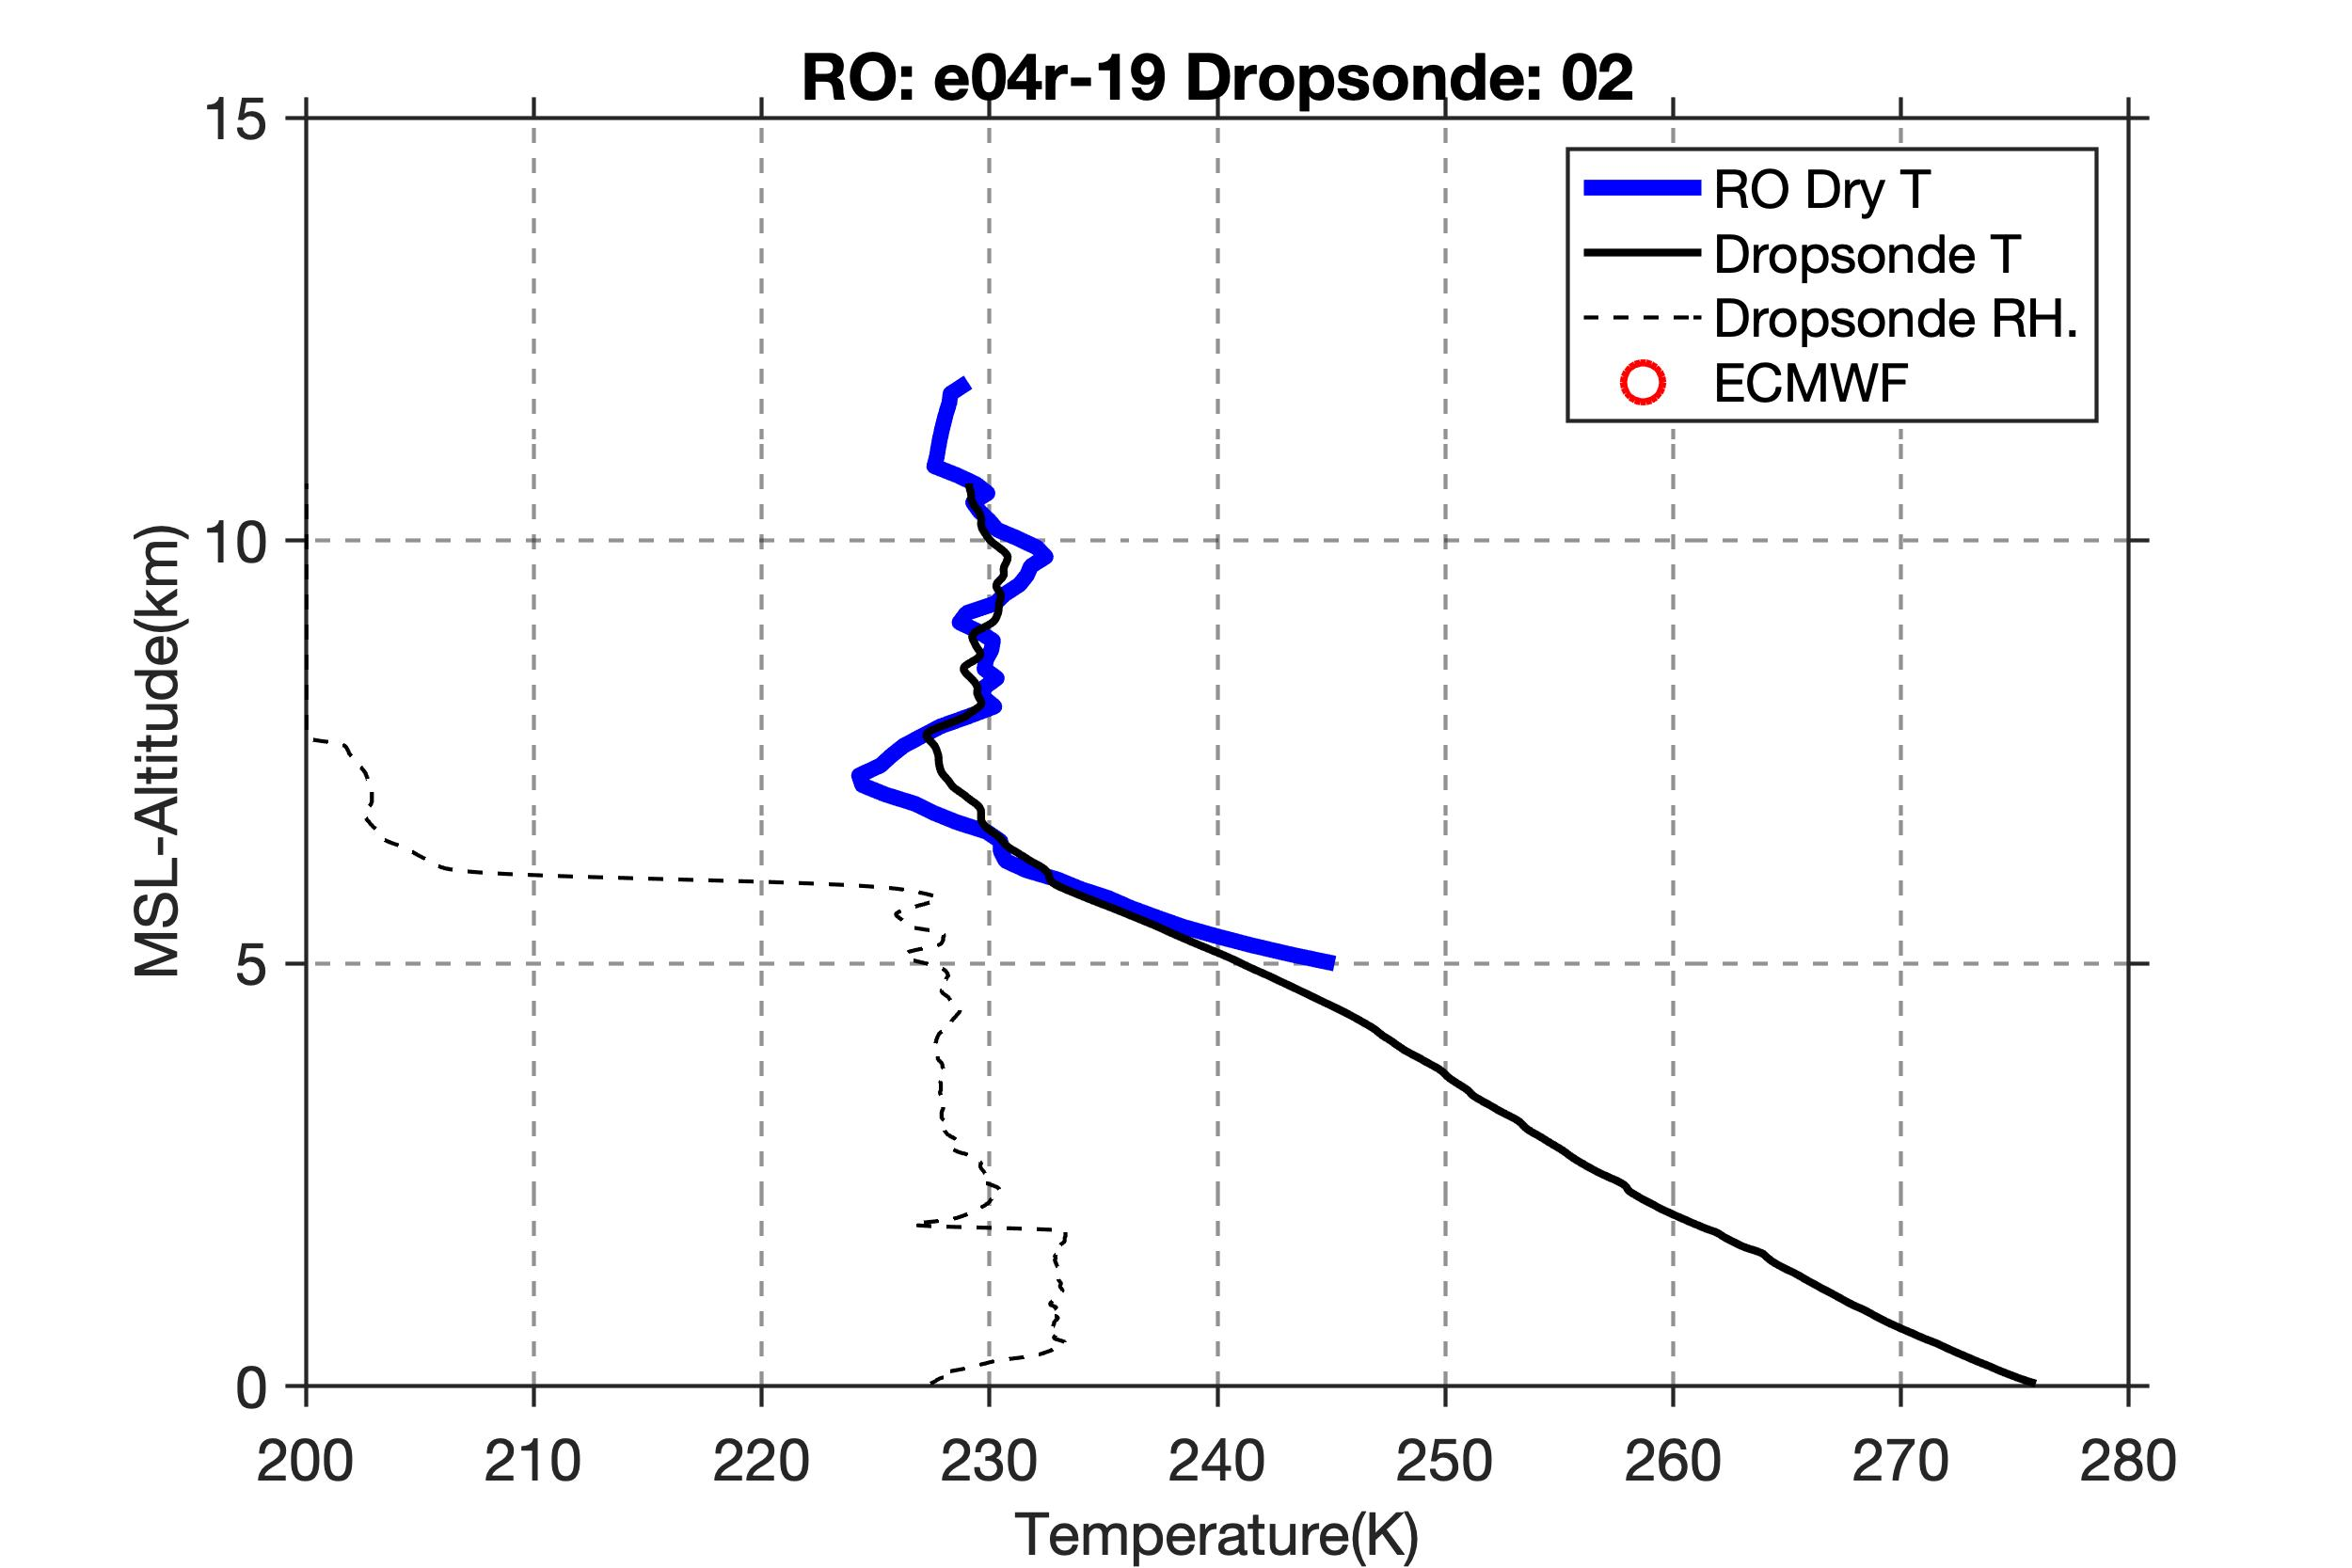 RO: e04r-19 Dropsonde: 02
15
10
5
0
MSL-Altitude(km)
RO Dry T
Dropsonde T
Dropsonde RH.
ECMWF
200 210 220 230 240 250 260 270 280
Temperature(K)